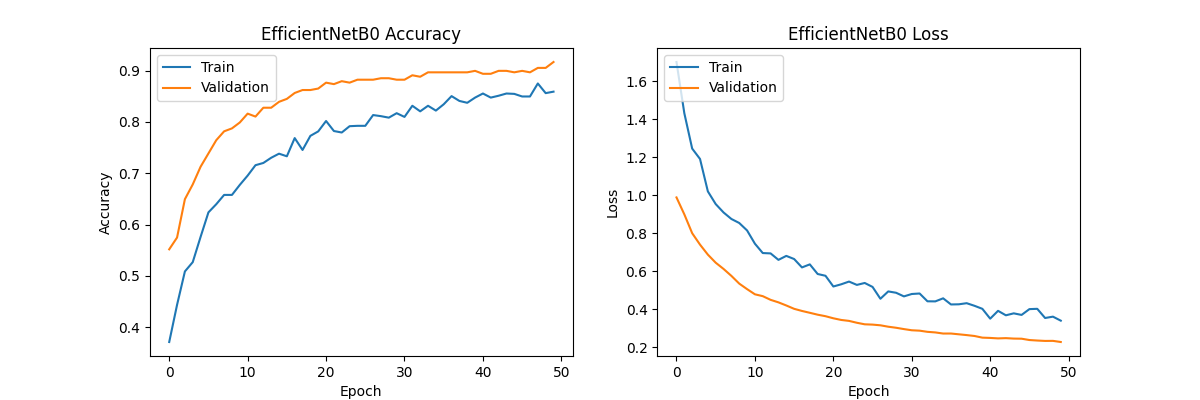 EfficientNetB0 Accuracy
Train
Validation
0.9
0.8
0.7
0.6
0.5
0.4
Accuracy
0 10 20 30 40 50
Epoch
EfficientNetB0 Loss
Train
Validation
1.6
1.4
1.2
1.0
0.8
0.6
0.4
0.2
Loss
0 10 20 30 40 50
Epoch